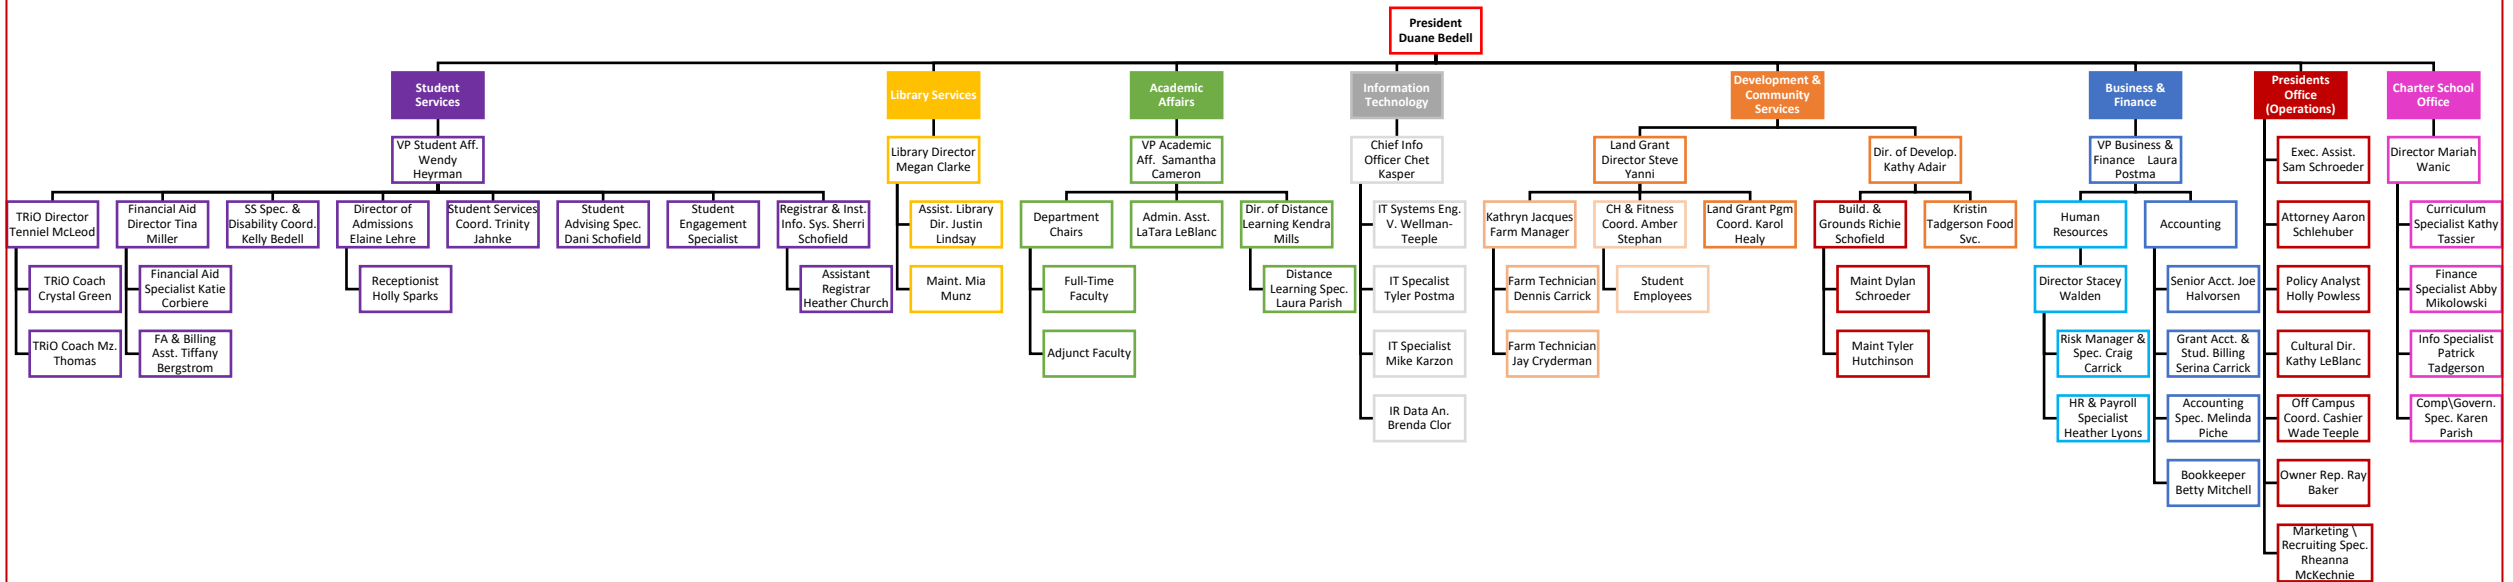 President
Duane Bedell
Student
Services
Library Services
Academic
Affairs
Information
Technology
Development &
Community
Services
Business &
Finance
Presidents
Office
(Operations)
Charter School
Office
VP Student Aff.
Wendy
Heyrman
Library Director
Megan Clarke
VP Academic
Aff. Samantha
Cameron
Chief Info
Officer Chet
Kasper
Land Grant
Director Steve
Yanni
Dir. of Develop.
Kathy Adair
VP Business &
Finance Laura
Postma
Exec. Assist.
Sam Schroeder
Director Mariah
Wanic
TRiO Director
Tenniel McLeod
Financial Aid
Director Tina
Miller
SS Spec. &
Disability Coord.
Kelly Bedell
Director of
Admissions
Elaine Lehre
Student Services
Coord. Trinity
Jahnke
Student
Advising Spec.
Dani Schofield
Student
Engagement
Specialist
Registrar & Inst.
Info. Sys. Sherri
Schofield
Assist. Library
Dir. Justin
Lindsay
Department
Chairs
Admin. Asst.
LaTara LeBlanc
Dir. of Distance
Learning Kendra
Mills
IT Systems Eng.
V. Wellman-
Teeple
Kathryn Jacques
Farm Manager
CH & Fitness
Coord. Amber
Stephan
Land Grant Pgm
Coord. Karol
Healy
Build. &
Grounds Richie
Schofield
Kristin
Tadgerson Food
Svc.
Human
Resources
Accounting
Attorney Aaron
Schlehuber
Curriculum
Specialist Kathy
Tassier
TRiO Coach
Crystal Green
Financial Aid
Specialist Katie
Corbiere
Receptionist
Holly Sparks
Assistant
Registrar
Heather Church
Maint. Mia
Munz
Full-Time
Faculty
Distance
Learning Spec.
Laura Parish
IT Specalist
Tyler Postma
Farm Technician
Dennis Carrick
Student
Employees
Maint Dylan
Schroeder
Director Stacey
Walden
Senior Acct. Joe
Halvorsen
Policy Analyst
Holly Powless
Finance
Specialist Abby
Mikolowski
TRiO Coach Mz.
Thomas
FA & Billing
Asst. Tiffany
Bergstrom
Adjunct Faculty
IT Specialist
Mike Karzon
Farm Technician
Jay Cryderman
Maint Tyler
Hutchinson
Risk Manager &
Spec. Craig
Carrick
Grant Acct. &
Stud. Billing
Serina Carrick
Cultural Dir.
Kathy LeBlanc
Info Specialist
Patrick
Tadgerson
IR Data An.
Brenda Clor
HR & Payroll
Specialist
Heather Lyons
Accounting
Spec. Melinda
Piche
Off Campus
Coord. Cashier
Wade Teeple
Comp\Govern.
Spec. Karen
Parish
Bookkeeper
Betty Mitchell
Owner Rep. Ray
Baker
Marketing \
Recruiting Spec.
Rheanna
McKechnie